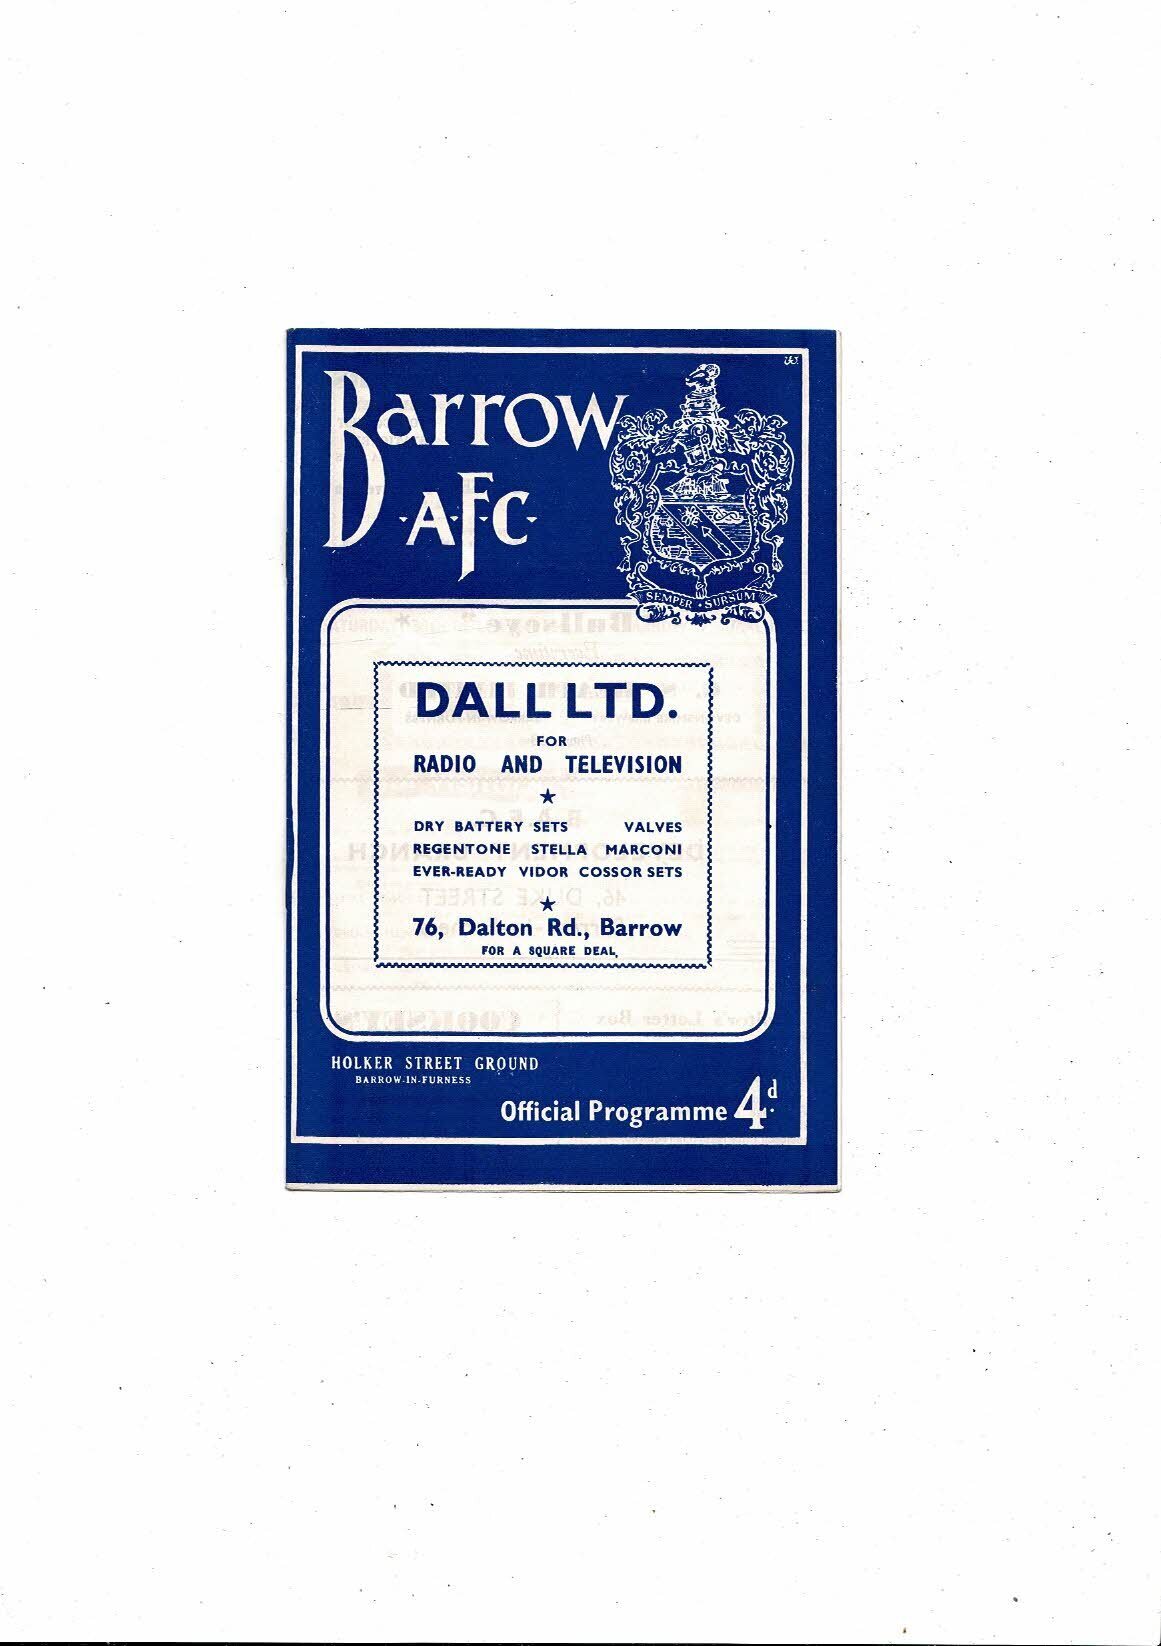 Barrow
·A·F·C·
SEMPER · SURSUM
DALL LTD.
FOR
RADIO AND TELEVISION
DRY BATTERY SETS VALVES
REGENTONE STELLA MARCONI
EVER-READY VIDOR COSSOR SETS
76, Dalton Rd., Barrow
FOR A SQUARE DEAL,
HOLKER STREET GROUND
BARROW-IN-FURNESS
Official Programme 4d.